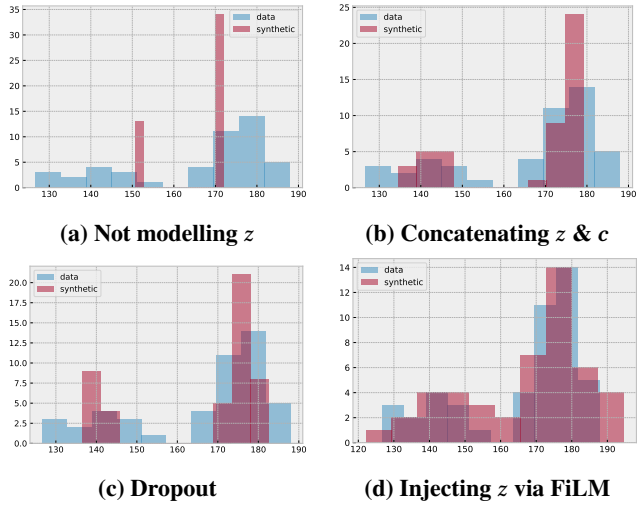 35
30
25
20
15
10
5
0
data
synthetic
130 140 150 160 170 180 190
(a) Not modelling z
25
20
15
10
5
0
data
synthetic
130 140 150 160 170 180 190
(b) Concatenating z & c
20.0
17.5
15.0
12.5
10.0
7.5
5.0
2.5
0.0
data
synthetic
130 140 150 160 170 180 190
(c) Dropout
14
12
10
8
6
4
2
0
data
synthetic
120 130 140 150 160 170 180 190
(d) Injecting z via FiLM